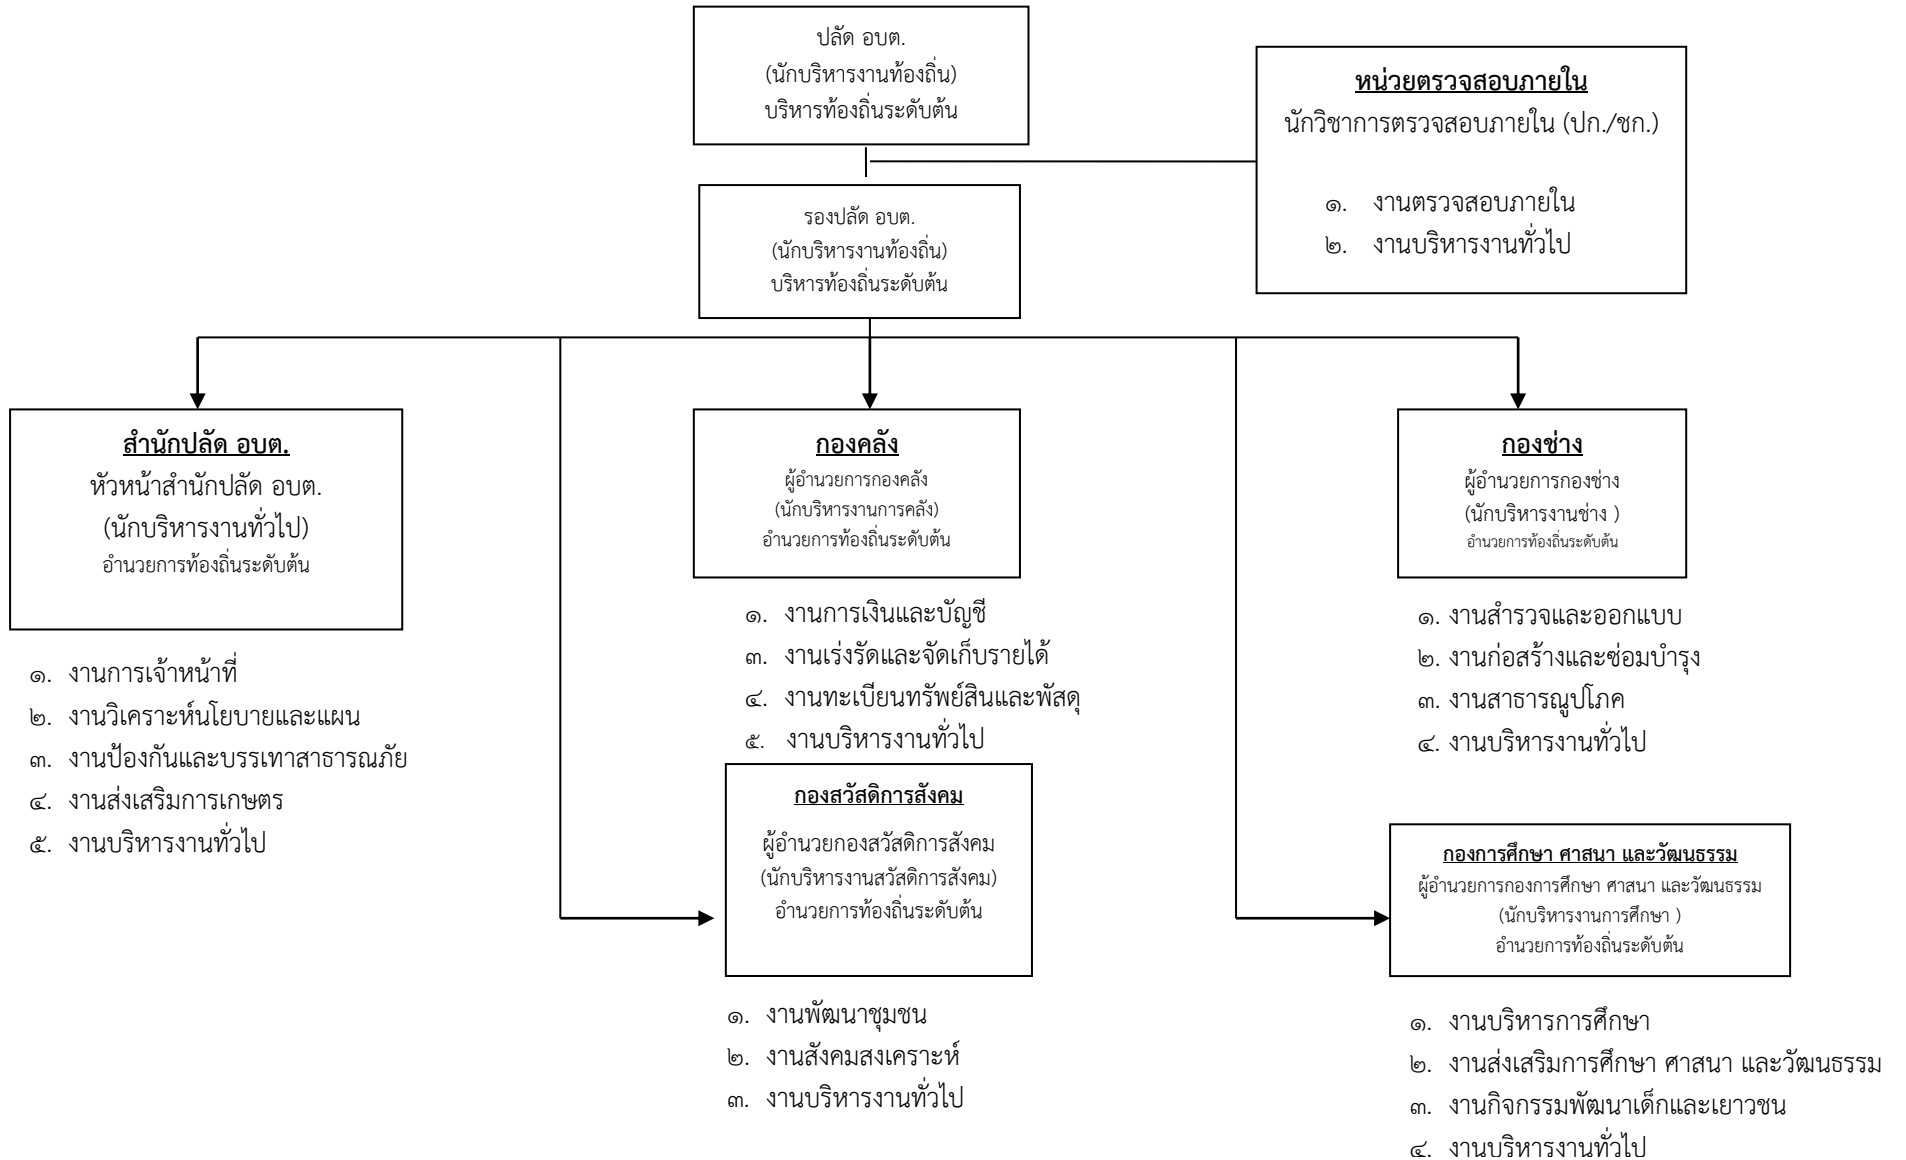 ปลัด อบต.
(นักบริหารงานท้องถิ่น)
บริหารท้องถิ่นระดับต้น
หน่วยตรวจสอบภายใน
นักวิชาการตรวจสอบภายใน (ปก./ชก.)
๑. งานตรวจสอบภายใน
๒. งานบริหารงานทั่วไป
รองปลัด อบต.
(นักบริหารงานท้องถิ่น)
บริหารท้องถิ่นระดับต้น
สำนักปลัด อบต.
หัวหน้าสำนักปลัด อบต.
(นักบริหารงานทั่วไป)
อำนวยการท้องถิ่นระดับต้น
๑. งานการเจ้าหน้าที่
๒. งานวิเคราะห์นโยบายและแผน
๓. งานป้องกันและบรรเทาสาธารณภัย
๔. งานส่งเสริมการเกษตร
๕. งานบริหารงานทั่วไป
กองคลัง
ผู้อำนวยการกองคลัง
(นักบริหารงานการคลัง)
อำนวยการท้องถิ่นระดับต้น
๑. งานการเงินและบัญชี
๓. งานเร่งรัดและจัดเก็บรายได้
๔. งานทะเบียนทรัพย์สินและพัสดุ
๕. งานบริหารงานทั่วไป
กองช่าง
ผู้อำนวยการกองช่าง
(นักบริหารงานช่าง )
อำนวยการท้องถิ่นระดับต้น
๑. งานสำรวจและออกแบบ
๒. งานก่อสร้างและซ่อมบำรุง
๓. งานสาธารณูปโภค
๔. งานบริหารงานทั่วไป
กองสวัสดิการสังคม
ผู้อำนวยกองสวัสดิการสังคม
(นักบริหารงานสวัสดิการสังคม)
อำนวยการท้องถิ่นระดับต้น
๑. งานพัฒนาชุมชน
๒. งานสังคมสงเคราะห์
๓. งานบริหารงานทั่วไป
กองการศึกษา ศาสนา และวัฒนธรรม
ผู้อำนวยการกองการศึกษา ศาสนา และวัฒนธรรม
(นักบริหารงานการศึกษา )
อำนวยการท้องถิ่นระดับต้น
๑. งานบริหารการศึกษา
๒. งานส่งเสริมการศึกษา ศาสนา และวัฒนธรรม
๓. งานกิจกรรมพัฒนาเด็กและเยาวชน
๔. งานบริหารงานทั่วไป